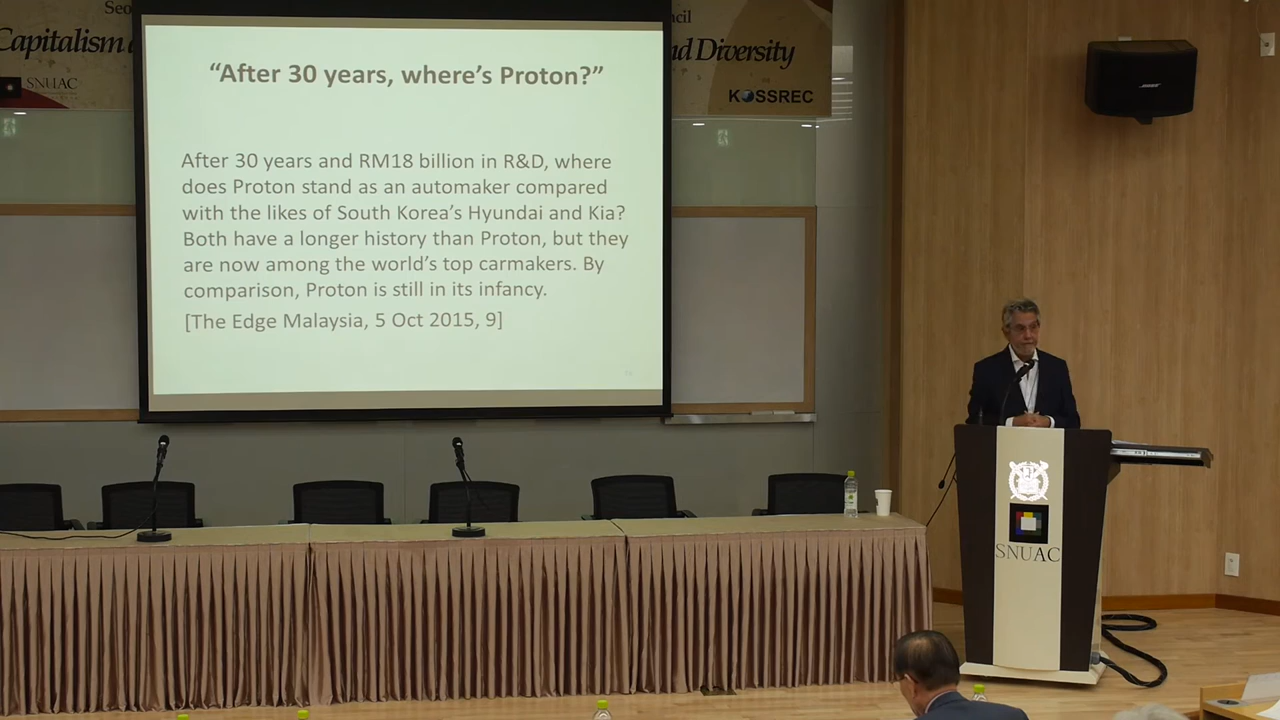 Seo
Capitalism
SNUAC
cil
nd Diversity
KOSSREC
“After 30 years, where’s Proton?”
After 30 years and RM18 billion in R&D, where
does Proton stand as an automaker compared
with the likes of South Korea’s Hyundai and Kia?
Both have a longer history than Proton, but they
are now among the world’s top carmakers. By
comparison, Proton is still in its infancy.
[The Edge Malaysia, 5 Oct 2015, 9]
BOSE
SNUAC